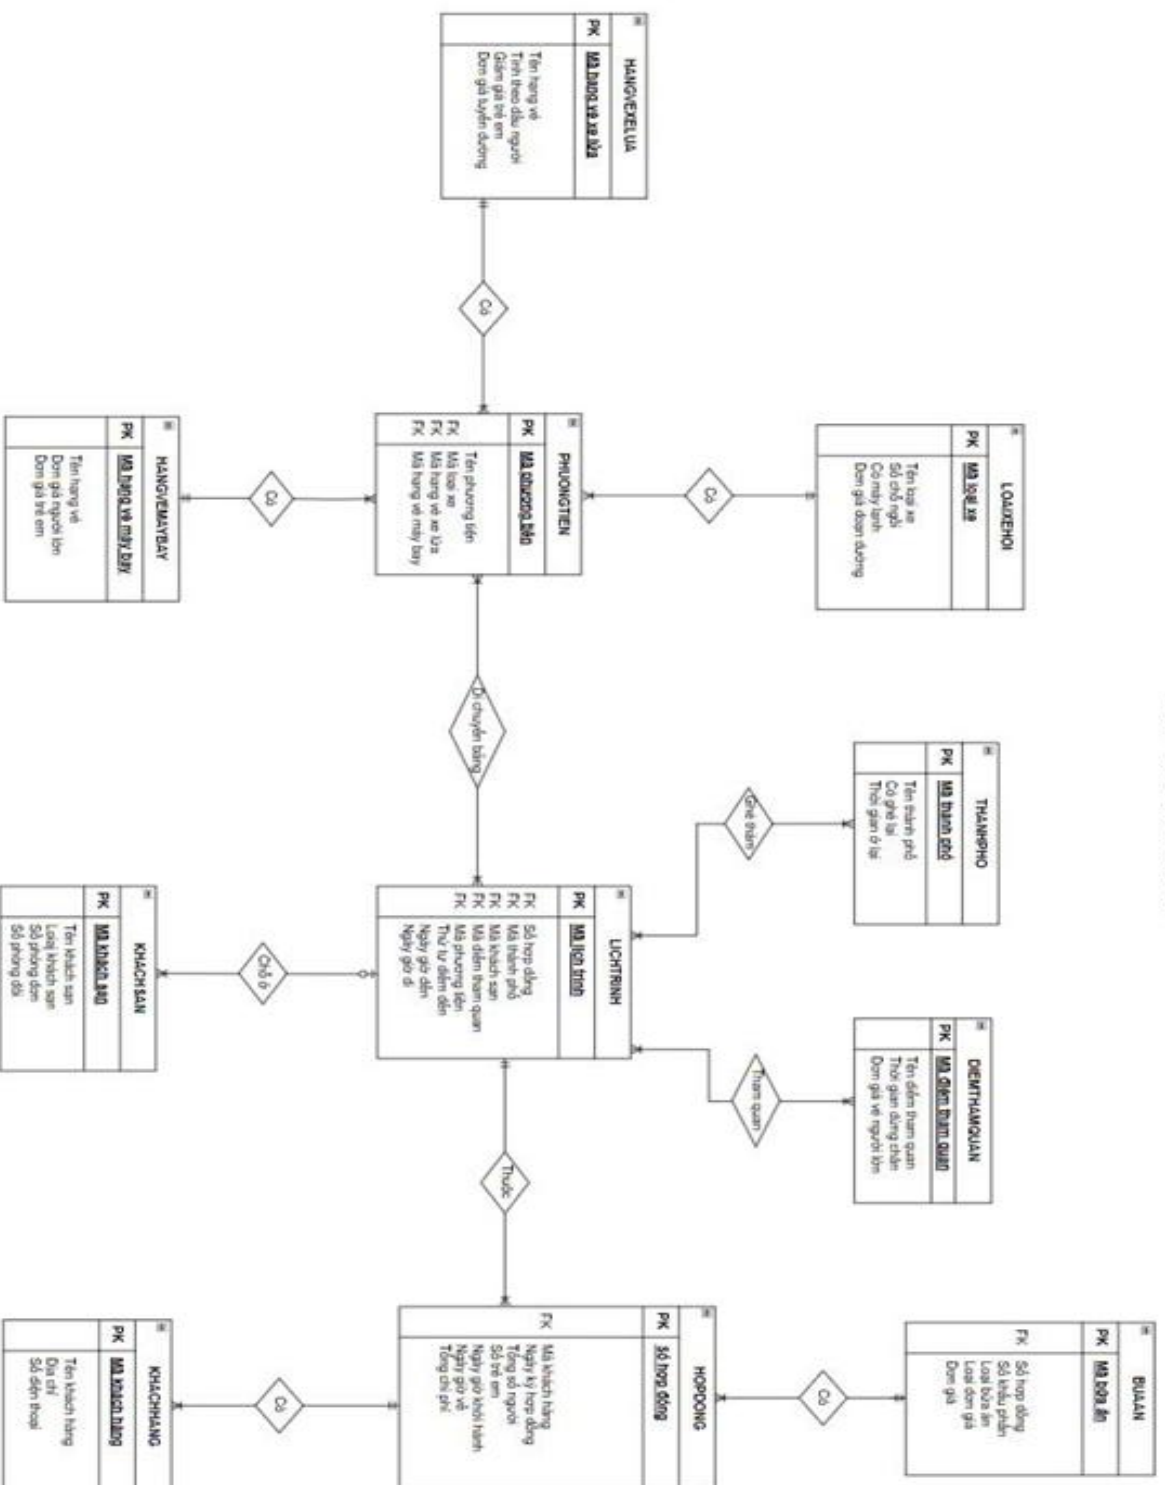 HANGVEXELUA
PK Mã hạng vé xe lửa
Tên hạng vé
Tính theo đầu người
Giảm giá trẻ em
Đơn giá tuyến đường
Có
LOAIXEHOI
PK Mã loại xe
Tên loại xe
Số chỗ ngồi
Có máy lạnh
Đơn giá đoạn đường
Có
PHUONGTIEN
PK Mã phương tiện
Tên phương tiện
FK Mã loại xe
FK Mã hạng vé xe lửa
FK Mã hạng vé máy bay
Có
HANGVEMAYBAY
PK Mã hạng vé máy bay
Tên hạng vé
Đơn giá người lớn
Đơn giá trẻ em
Di chuyển bằng
THANHPHO
PK Mã thành phố
Tên thành phố
Có ghé lại
Thời gian ở lại
Ghé thăm
DIEMTHAMQUAN
PK Mã điểm tham quan
Tên điểm tham quan
Thời gian dừng chân
Đơn giá vé người lớn
Tham quan
LICHTRINH
PK Mã lịch trình
FK Số hợp đồng
FK Mã thành phố
FK Mã khách sạn
FK Mã điểm tham quan
FK Mã phương tiện
Thứ tự điểm đến
Ngày giờ đến
Ngày giờ đi
Chỗ ở
KHACHSAN
PK Mã khách sạn
Tên khách sạn
Loaị khách sạn
Số phòng đơn
Số phòng đôi
Thuộc
BUAAN
PK Mã bữa ăn
FK Số hợp đồng
Số khẩu phần
Loại bữa ăn
Loại đơn giá
Đơn giá
Có
HOPDONG
PK Số hợp đồng
FK Mã khách hàng
Ngày ký hợp đồng
Tổng số người
Số trẻ em
Ngày giờ khởi hành
Ngày giờ về
Tổng chi phí
Có
KHACHHANG
PK Mã khách hàng
Tên khách hàng
Địa chỉ
Số điện thoại